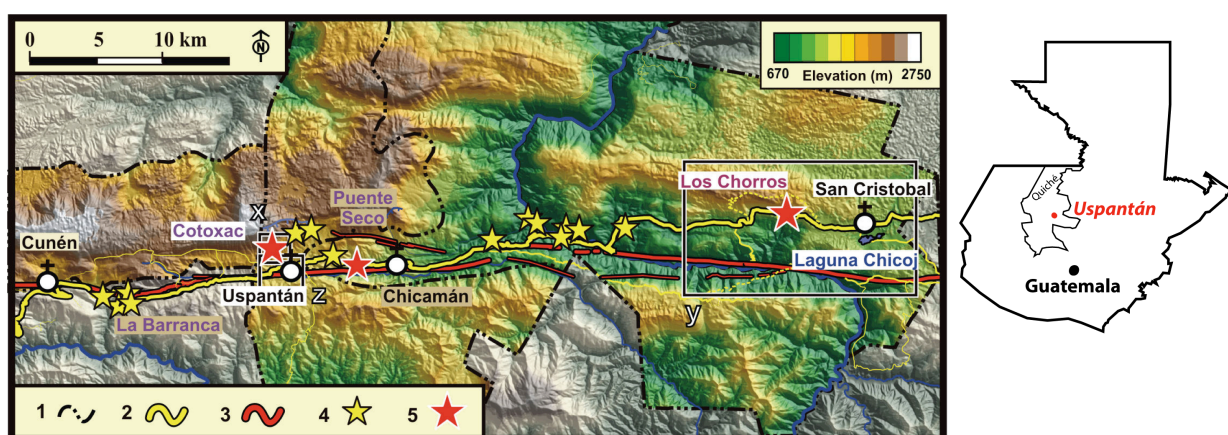 0 5 10 km
N
670 Elevation (m) 2750
Los Chorros
San Cristobal
Puente
Seco
x
Cotoxac
Cunén
Laguna Chicoj
Uspantán
z
Chicamán
y
La Barranca
1 2 3 4 5
Quiché
Uspantán
Guatemala